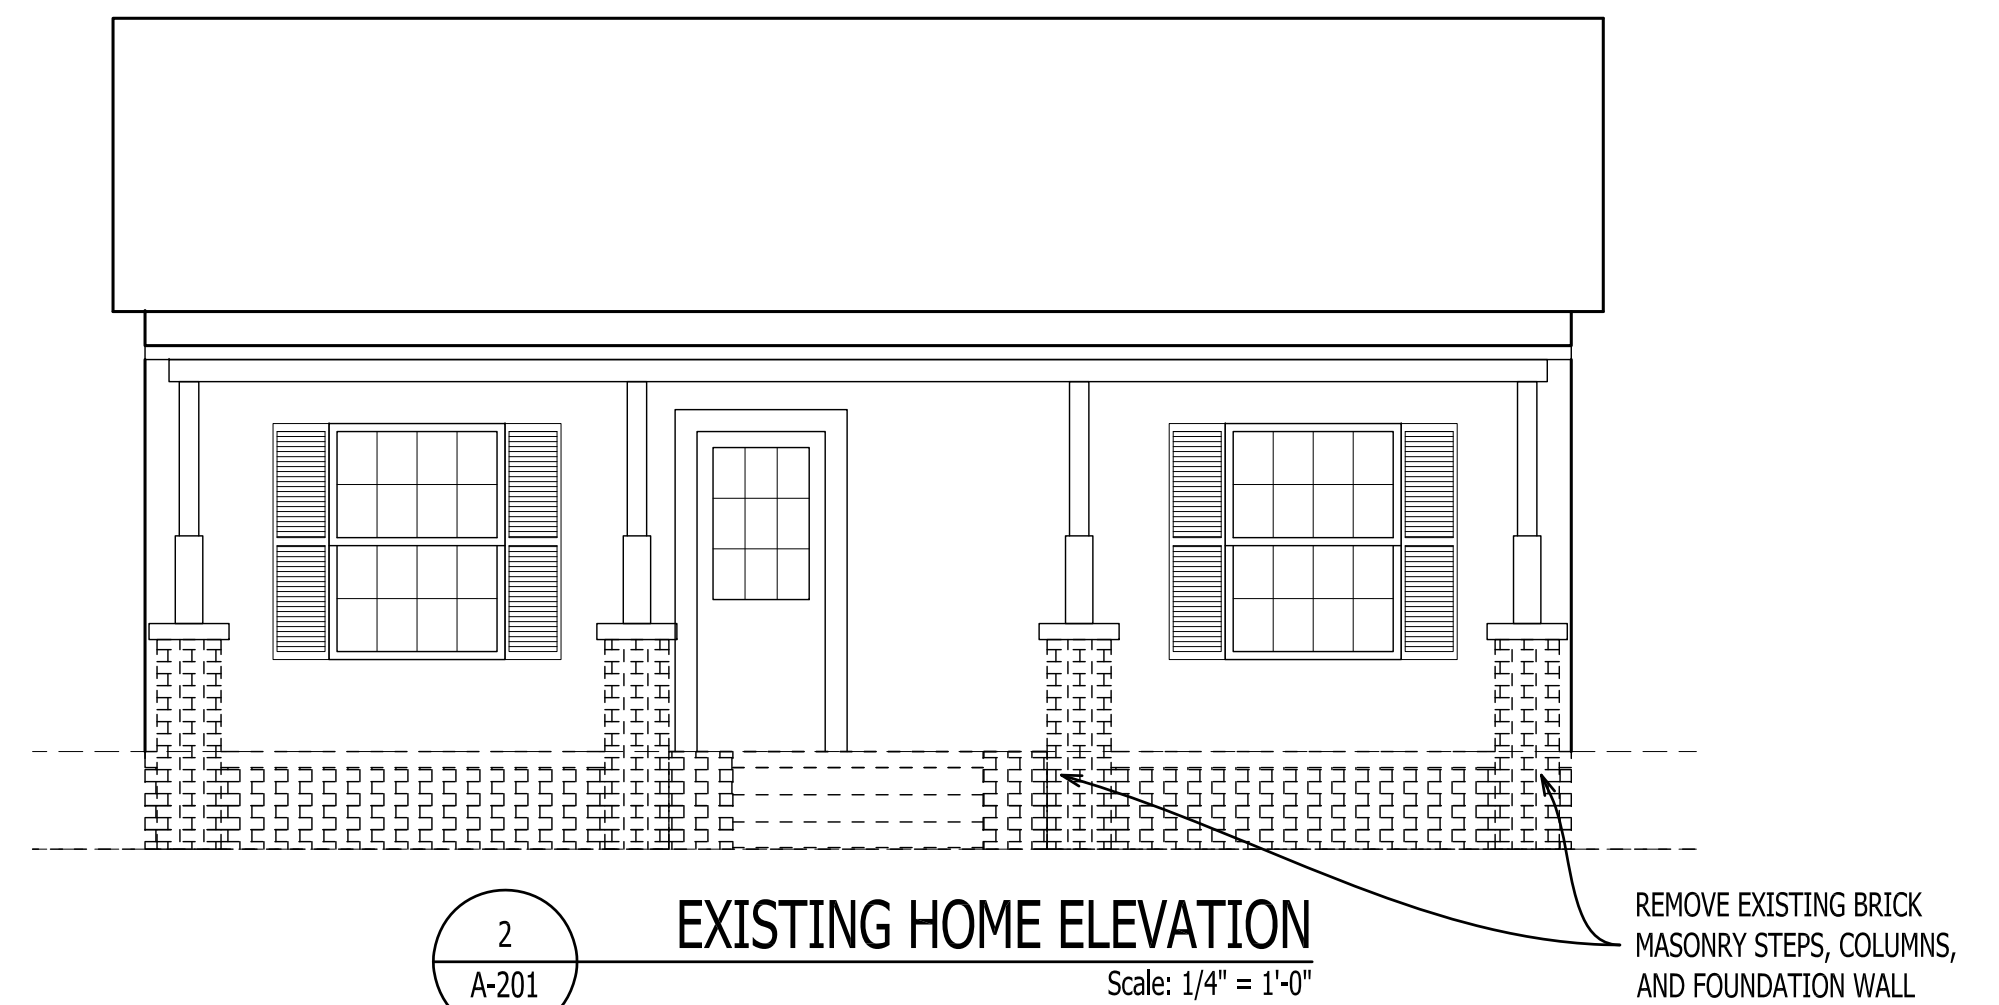 2
A-201
EXISTING HOME ELEVATION
Scale: 1/4" = 1'-0"
REMOVE EXISTING BRICK
MASONRY STEPS, COLUMNS,
AND FOUNDATION WALL